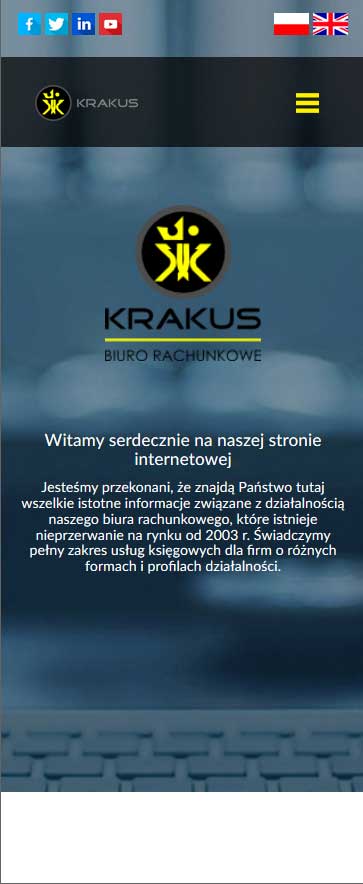 KRAKUS
KRAKUS
BIURO RACHUNKOWE
Witamy serdecznie na naszej stronie
internetowej
Jesteśmy przekonani, że znajdą Państwo tutaj
wszelkie istotne informacje związane z działalnością
naszego biura rachunkowego, które istnieje
nieprzerwanie na rynku od 2003 r. Świadczymy
pełny zakres usług księgowych dla firm o różnych
formach i profilach działalności.